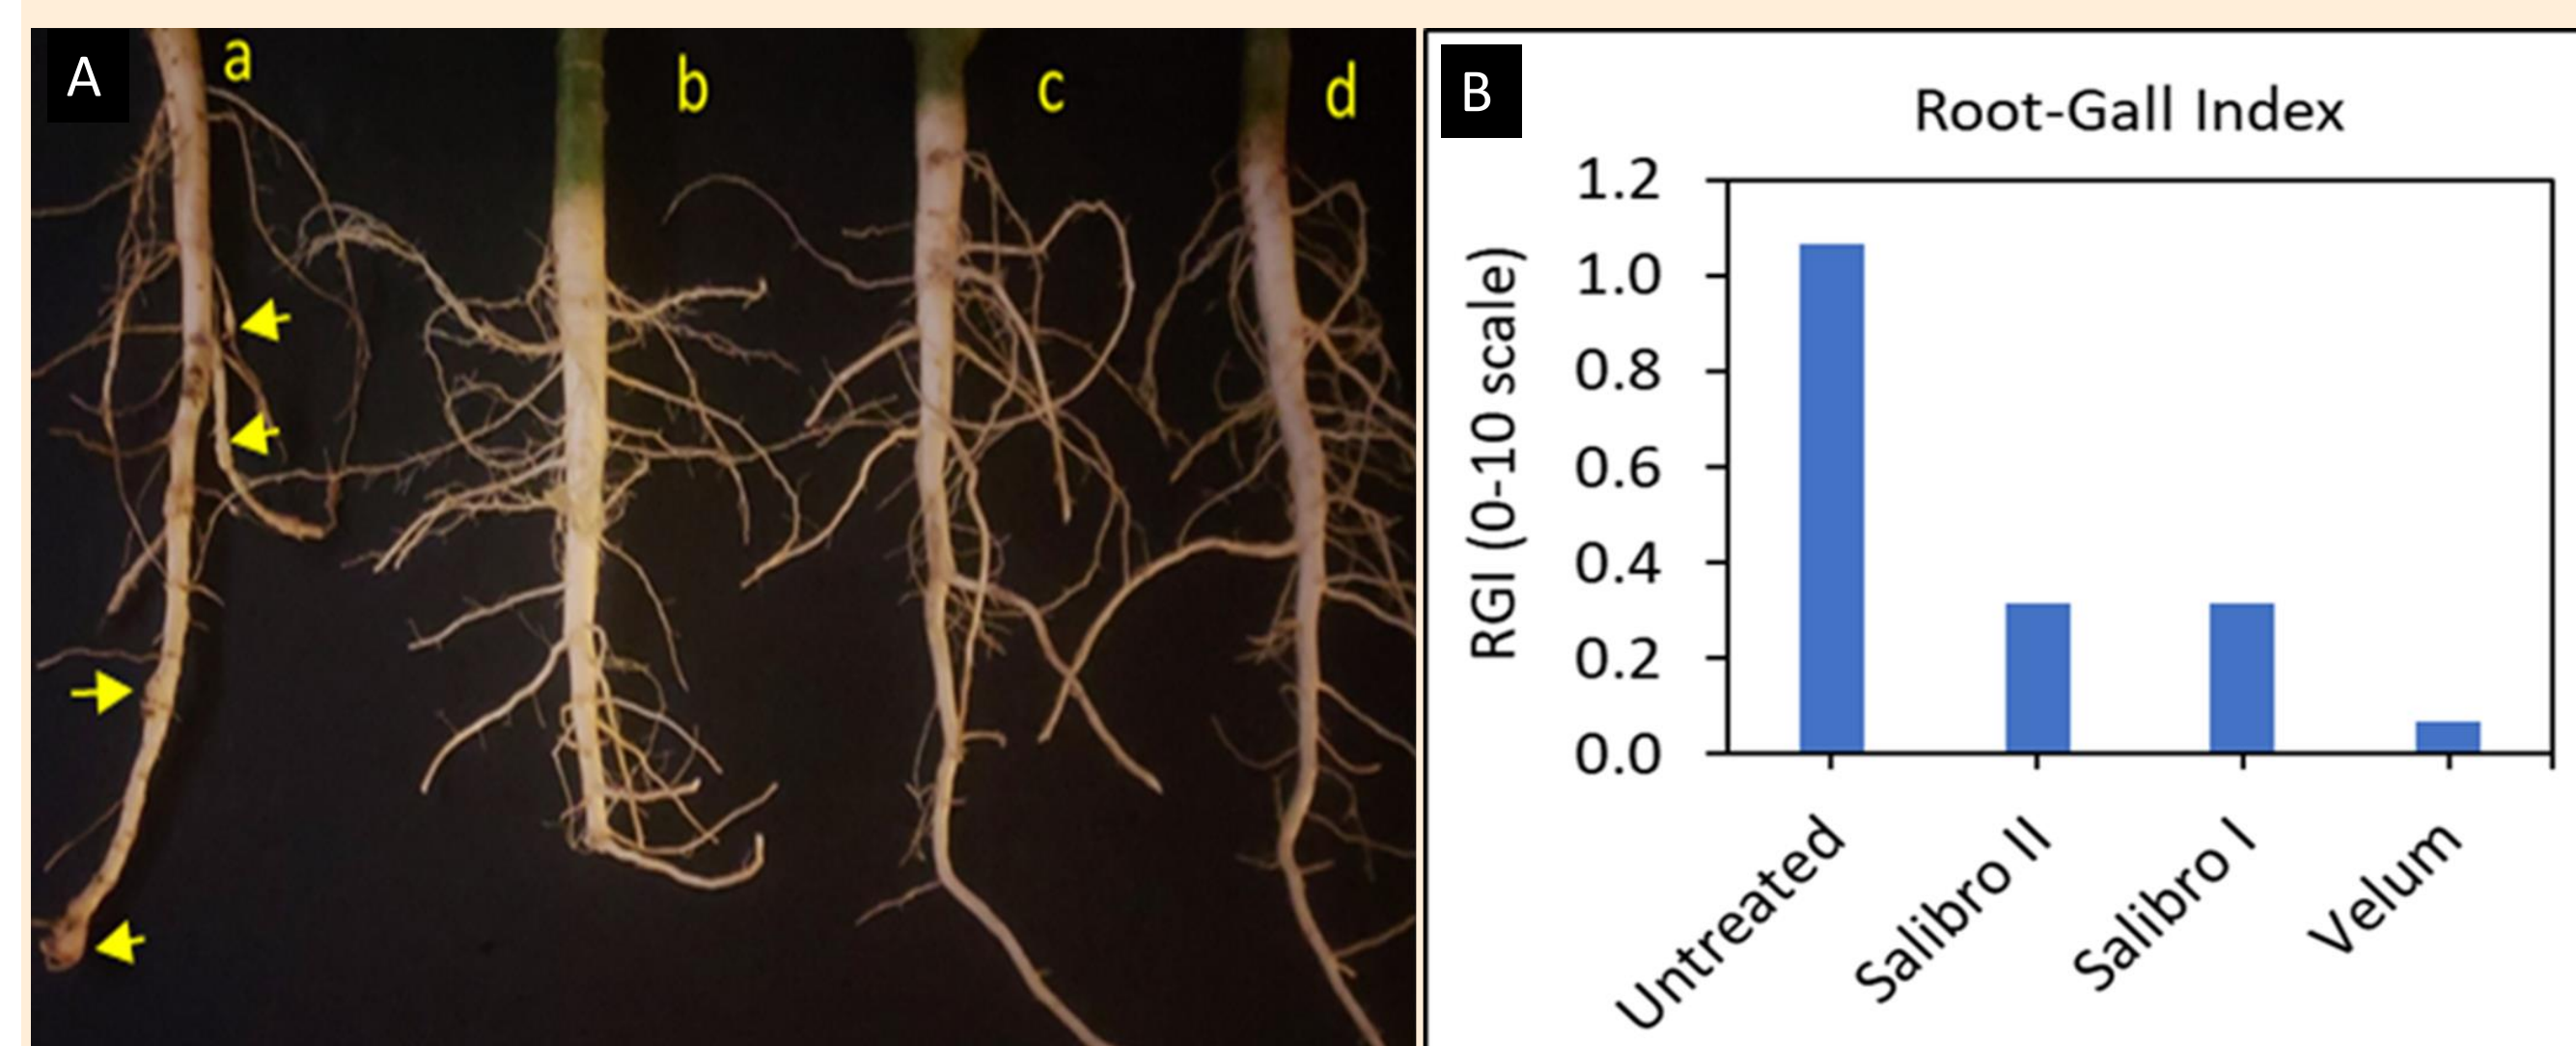 A
a
b
c
d
B
Root-Gall Index
RGI (0-10 scale)
1.2
1.0
0.8
0.6
0.4
0.2
0.0
Untreated
Salibro II
Salibro I
Velum